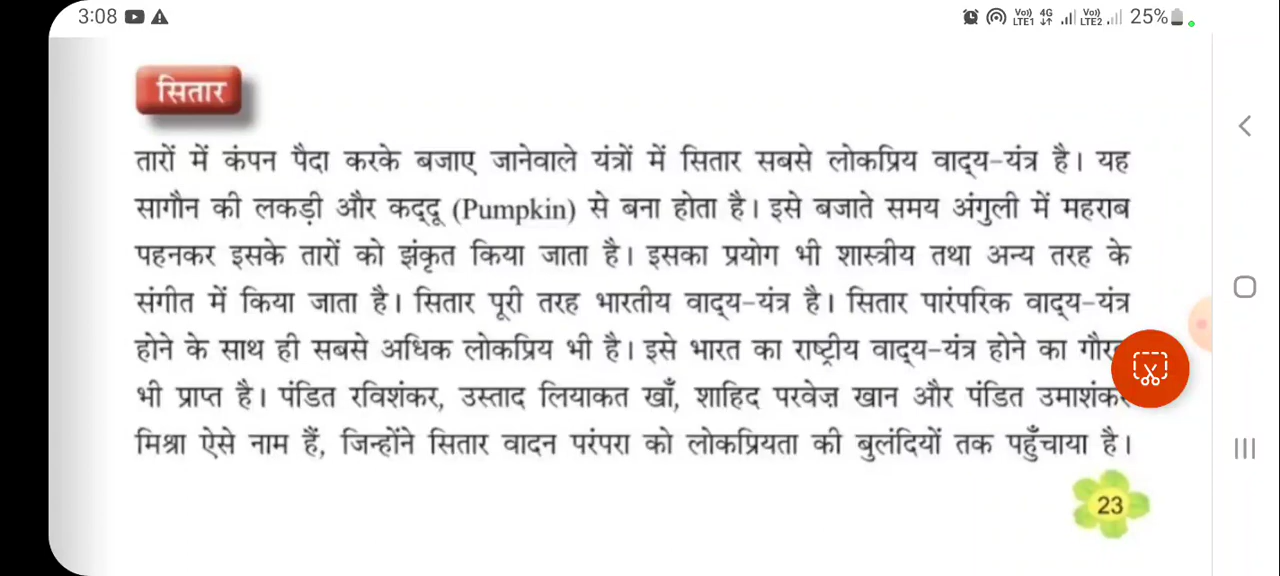 3:08
Vo)) 4G Vo)) 25%
LTE1 LTE2
सितार
तारों में कंपन पैदा करके बजाए जानेवाले यंत्रों में सितार सबसे लोकप्रिय वाद्‌य-यंत्र है। यह
सागौन की लकड़ी और कद्‌दू (Pumpkin) से बना होता है। इसे बजाते समय अंगुली में महराब
पहनकर इसके तारों को झंकृत किया जाता है। इसका प्रयोग भी शास्त्रीय तथा अन्य तरह के
संगीत में किया जाता है। सितार पूरी तरह भारतीय वाद्‌य-यंत्र है। सितार पारंपरिक वाद्‌य-यंत्र
होने के साथ ही सबसे अधिक लोकप्रिय भी है। इसे भारत का राष्ट्रीय वाद्‌य-यंत्र होने का
भी प्राप्त है। पंडित रविशंकर, उस्ताद लियाकत खाँ, शाहिद परवेज़ खान और पंडित उमाशंकर
मिश्रा ऐसे नाम हैं, जिन्होंने सितार वादन परंपरा को लोकप्रियता की बुलंदियों तक पहुँचाया है।
23